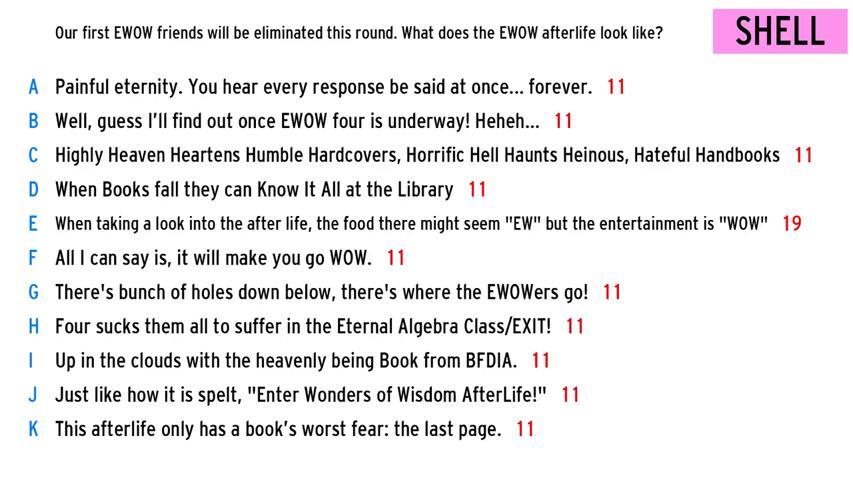 Our first EWOW friends will be eliminated this round. What does the EWOW afterlife look like?
SHELL
A Painful eternity. You hear every response be said at once... forever. 11
B Well, guess I'll find out once EWOW four is underway! Heheh... 11
C Highly Heaven Heartens Humble Hardcovers, Horrific Hell Haunts Heinous, Hateful Handbooks 11
D When Books fall they can Know It All at the Library 11
E When taking a look into the after life, the food there might seem "EW" but the entertainment is "WOW" 19
F All I can say is, it will make you go WOW. 11
G There's bunch of holes down below, there's where the EWOWers go! 11
H Four sucks them all to suffer in the Eternal Algebra Class/EXIT! 11
I Up in the clouds with the heavenly being Book from BFDIA. 11
J Just like how it is spelt, "Enter Wonders of Wisdom AfterLife!" 11
K This afterlife only has a book's worst fear: the last page. 11